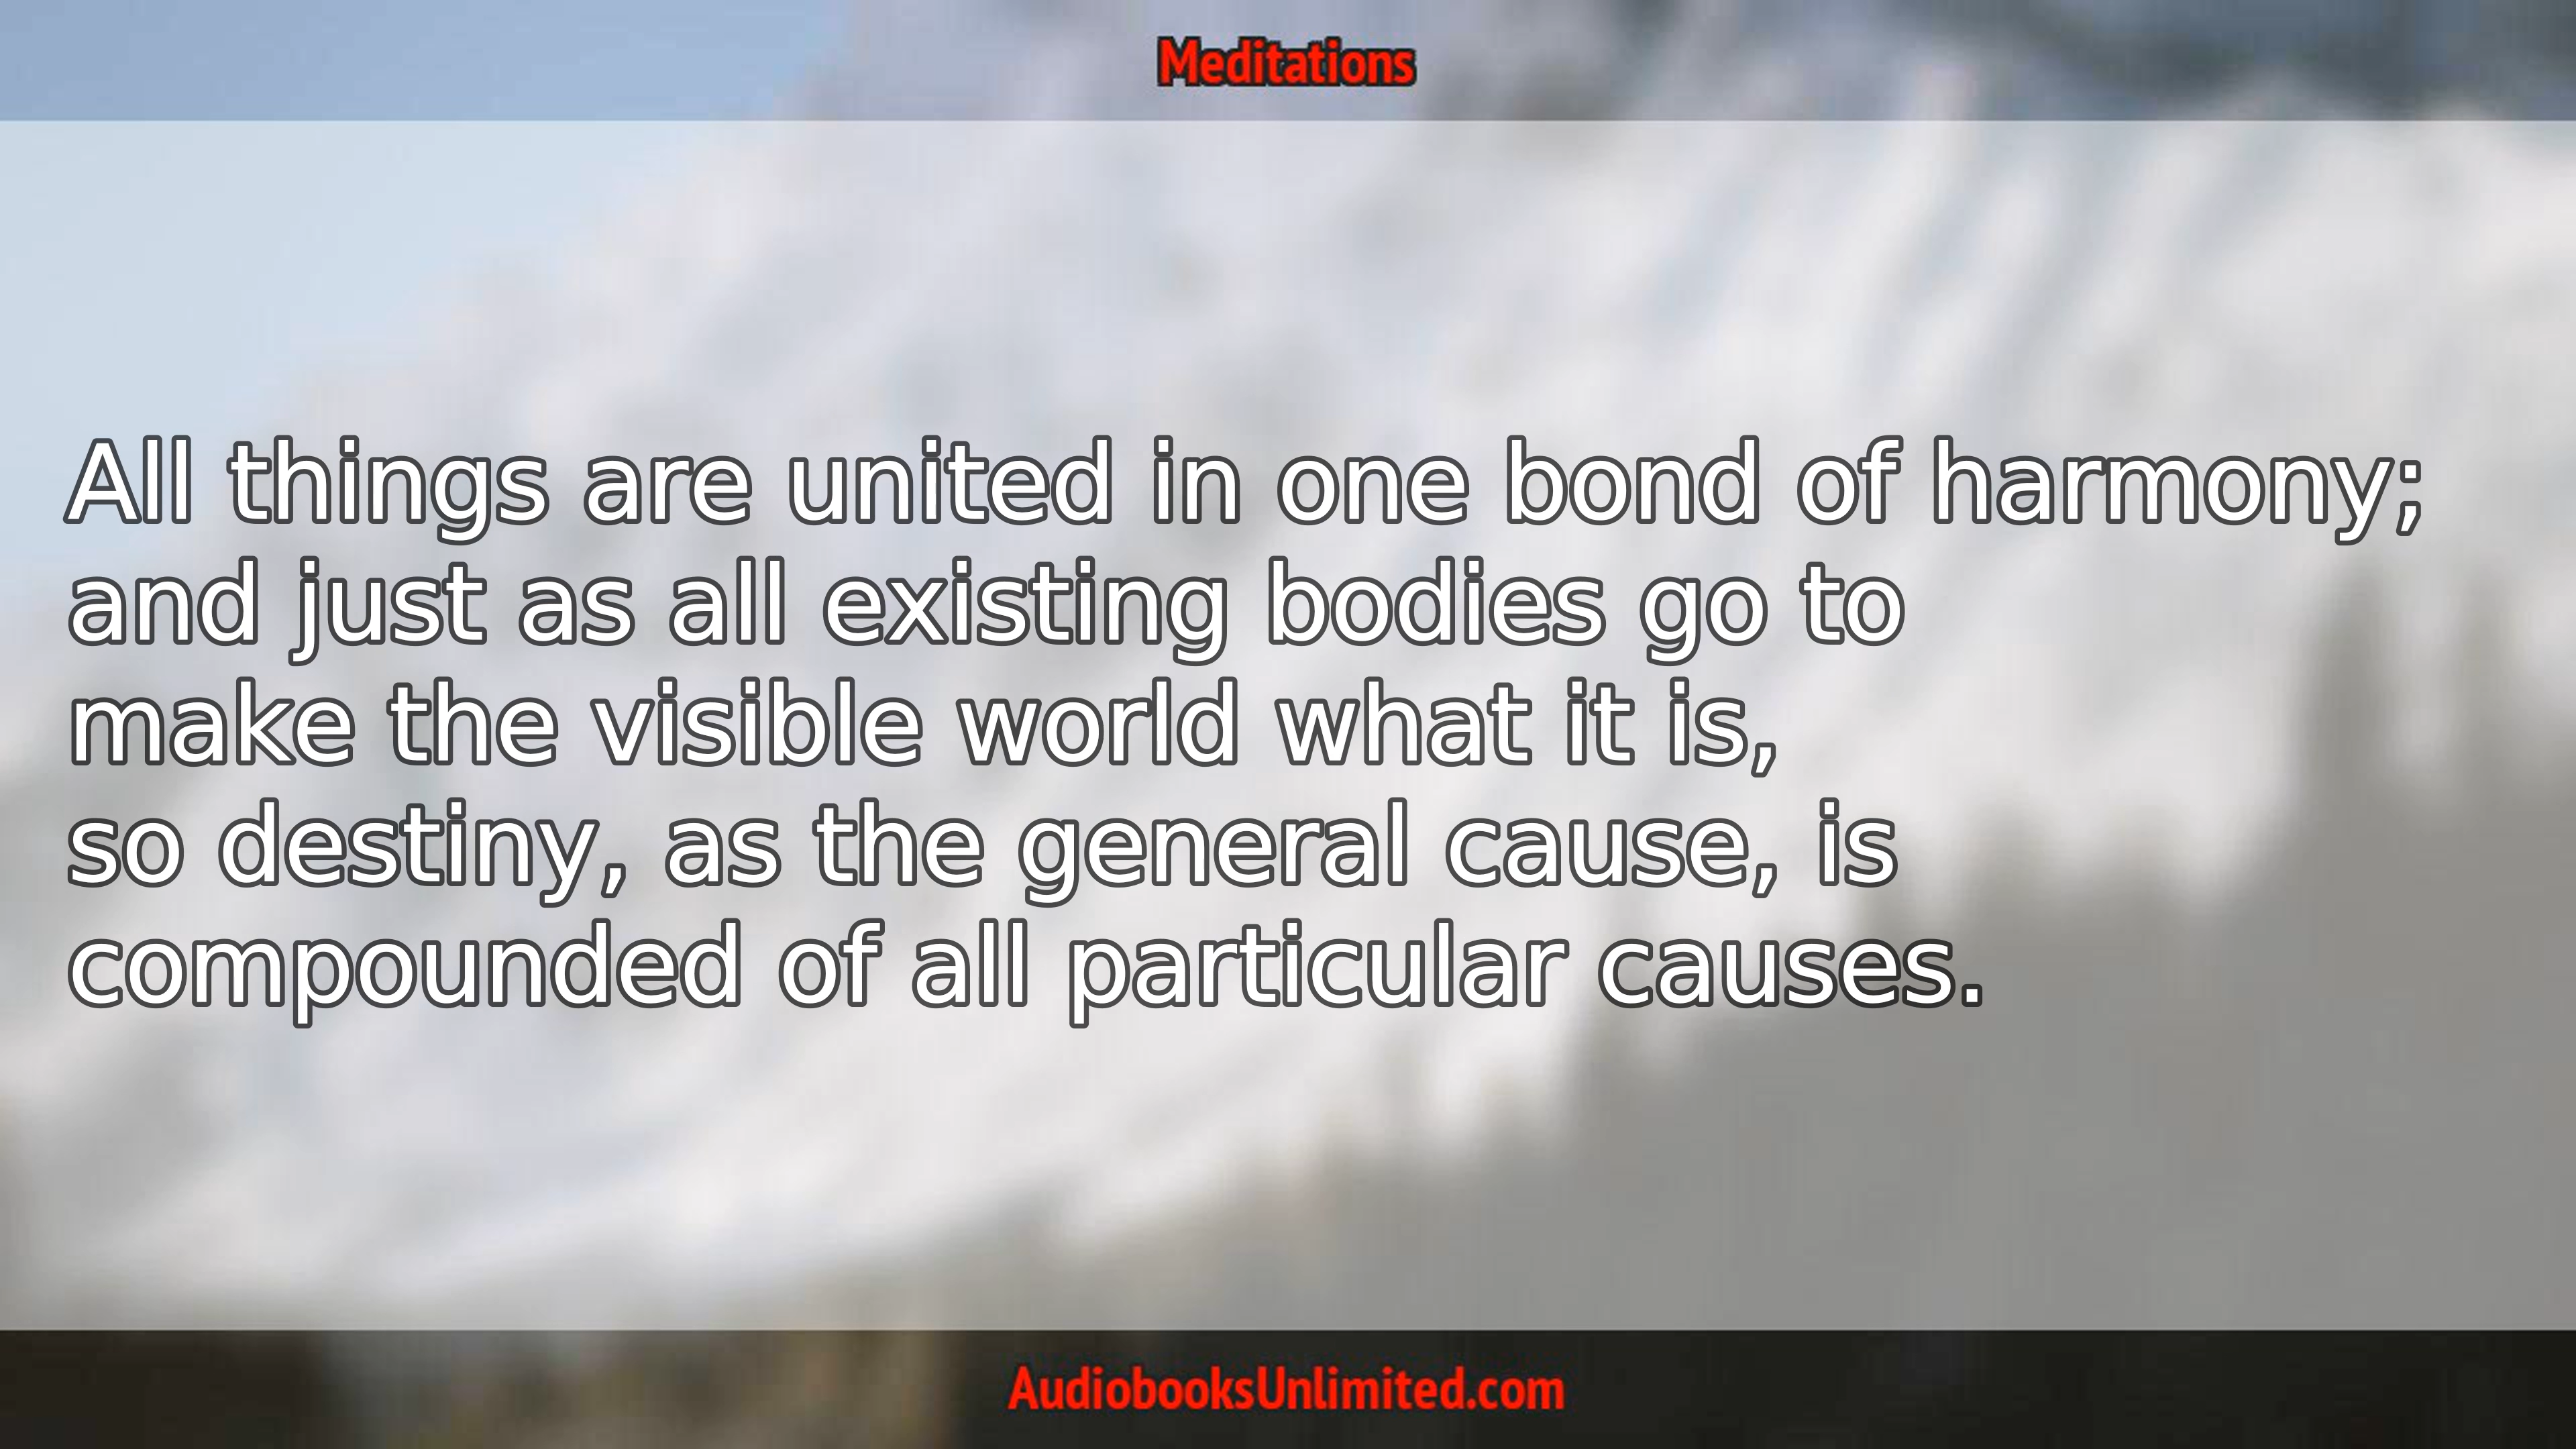 Meditations
All things are united in one bond of harmony;
and just as all existing bodies go to
make the visible world what it is,
so destiny, as the general cause, is
compounded of all particular causes.
AudiobooksUnlimited.com